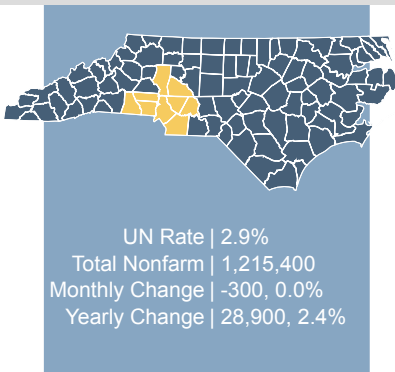 UN Rate | 2.9%
Total Nonfarm | 1,215,400
Monthly Change | -300, 0.0%
Yearly Change | 28,900, 2.4%